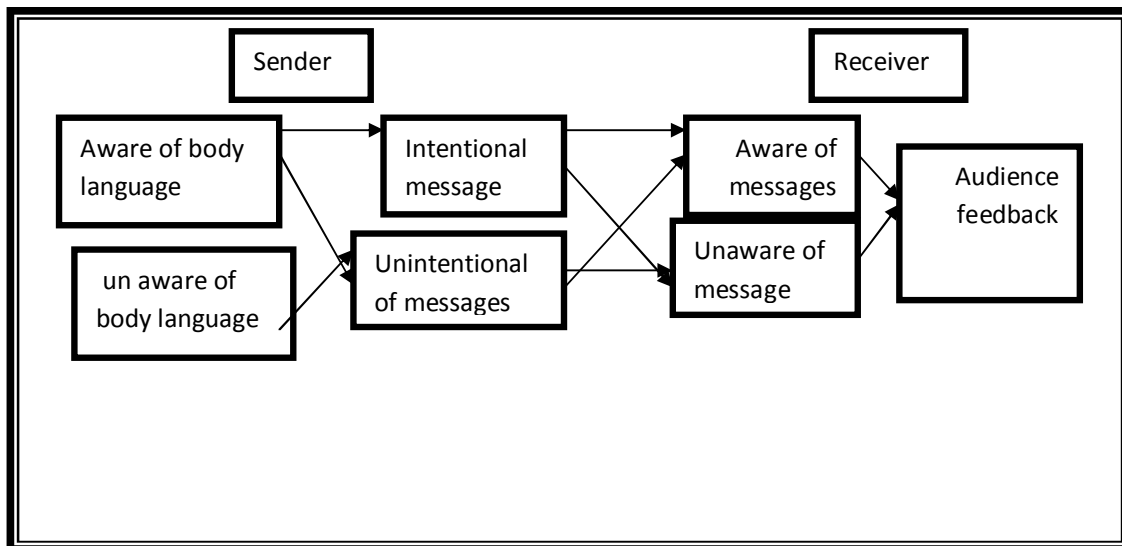 Sender
Receiver
Aware of body
language
Intentional
message
Aware of
messages
Audience
feedback
un aware of
body language
Unintentional
of messages
Unaware of
message